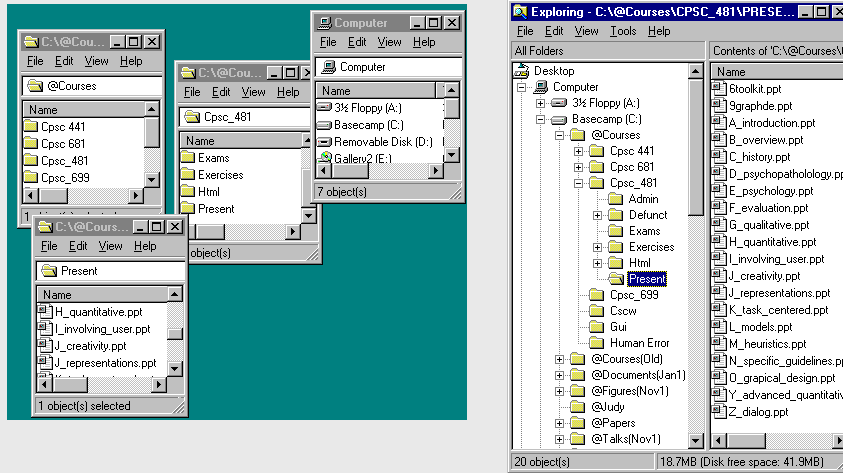 C:\@Cou...
File Edit View Help
@Courses
Name
Cpsc 441
Cpsc 681
Cpsc_481
Cpsc_699
C:\@C...
File Edit View Help
Cpsc_481
Name
Exams
Exercises
Html
Present
object(s)
Computer
File Edit View Help
Computer
Name
3½ Floppy (A:)
Basecamp (C:)
Removable Disk (D:)
Gallery2 (E:)
7 object(s)
C:\@Cours...
File Edit View Help
Present
Name
H_quantitative.ppt
I_involving_user.ppt
J_creativity.ppt
J_representations.ppt
1 object(s) selected
Exploring - C:\@Courses\CPSC_481\PRESE...
File Edit View Tools Help
All Folders
Contents of 'C:\@Courses\
Desktop
Computer
3½ Floppy (A:)
Basecamp (C:)
@Courses
Cpsc 441
Cpsc 681
Cpsc_481
Admin
Defunct
Exams
Exercises
Html
Present
Cpsc_699
Cscw
Gui
Human Error
@Courses(Old)
@Documents(Jan1)
@Figures(Nov1)
@Judy
@Papers
@Talks(Nov1)
Name
6toolkit.ppt
9graphde.ppt
A_introduction.ppt
B_overview.ppt
C_history.ppt
D_psychopatholology.pp
E_psychology.ppt
F_evaluation.ppt
G_qualitative.ppt
H_quantitative.ppt
I_involving_user.ppt
J_creativity.ppt
J_representations.ppt
K_task_centered.ppt
L_models.ppt
M_heuristics.ppt
N_specific_guidelines.pp
O_grapical_design.ppt
Y_advanced_quantitativ
Z_dialog.ppt
20 object(s)
18.7MB (Disk free space: 41.9MB)